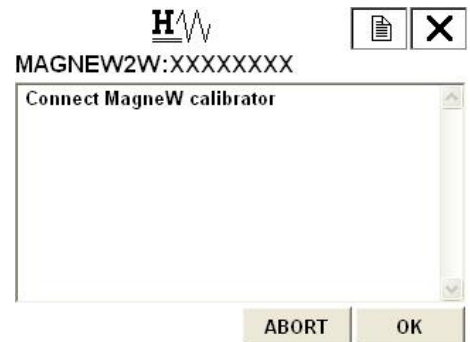 H
MAGNEW2W:XXXXXXXX
Connect MagneW calibrator
ABORT OK